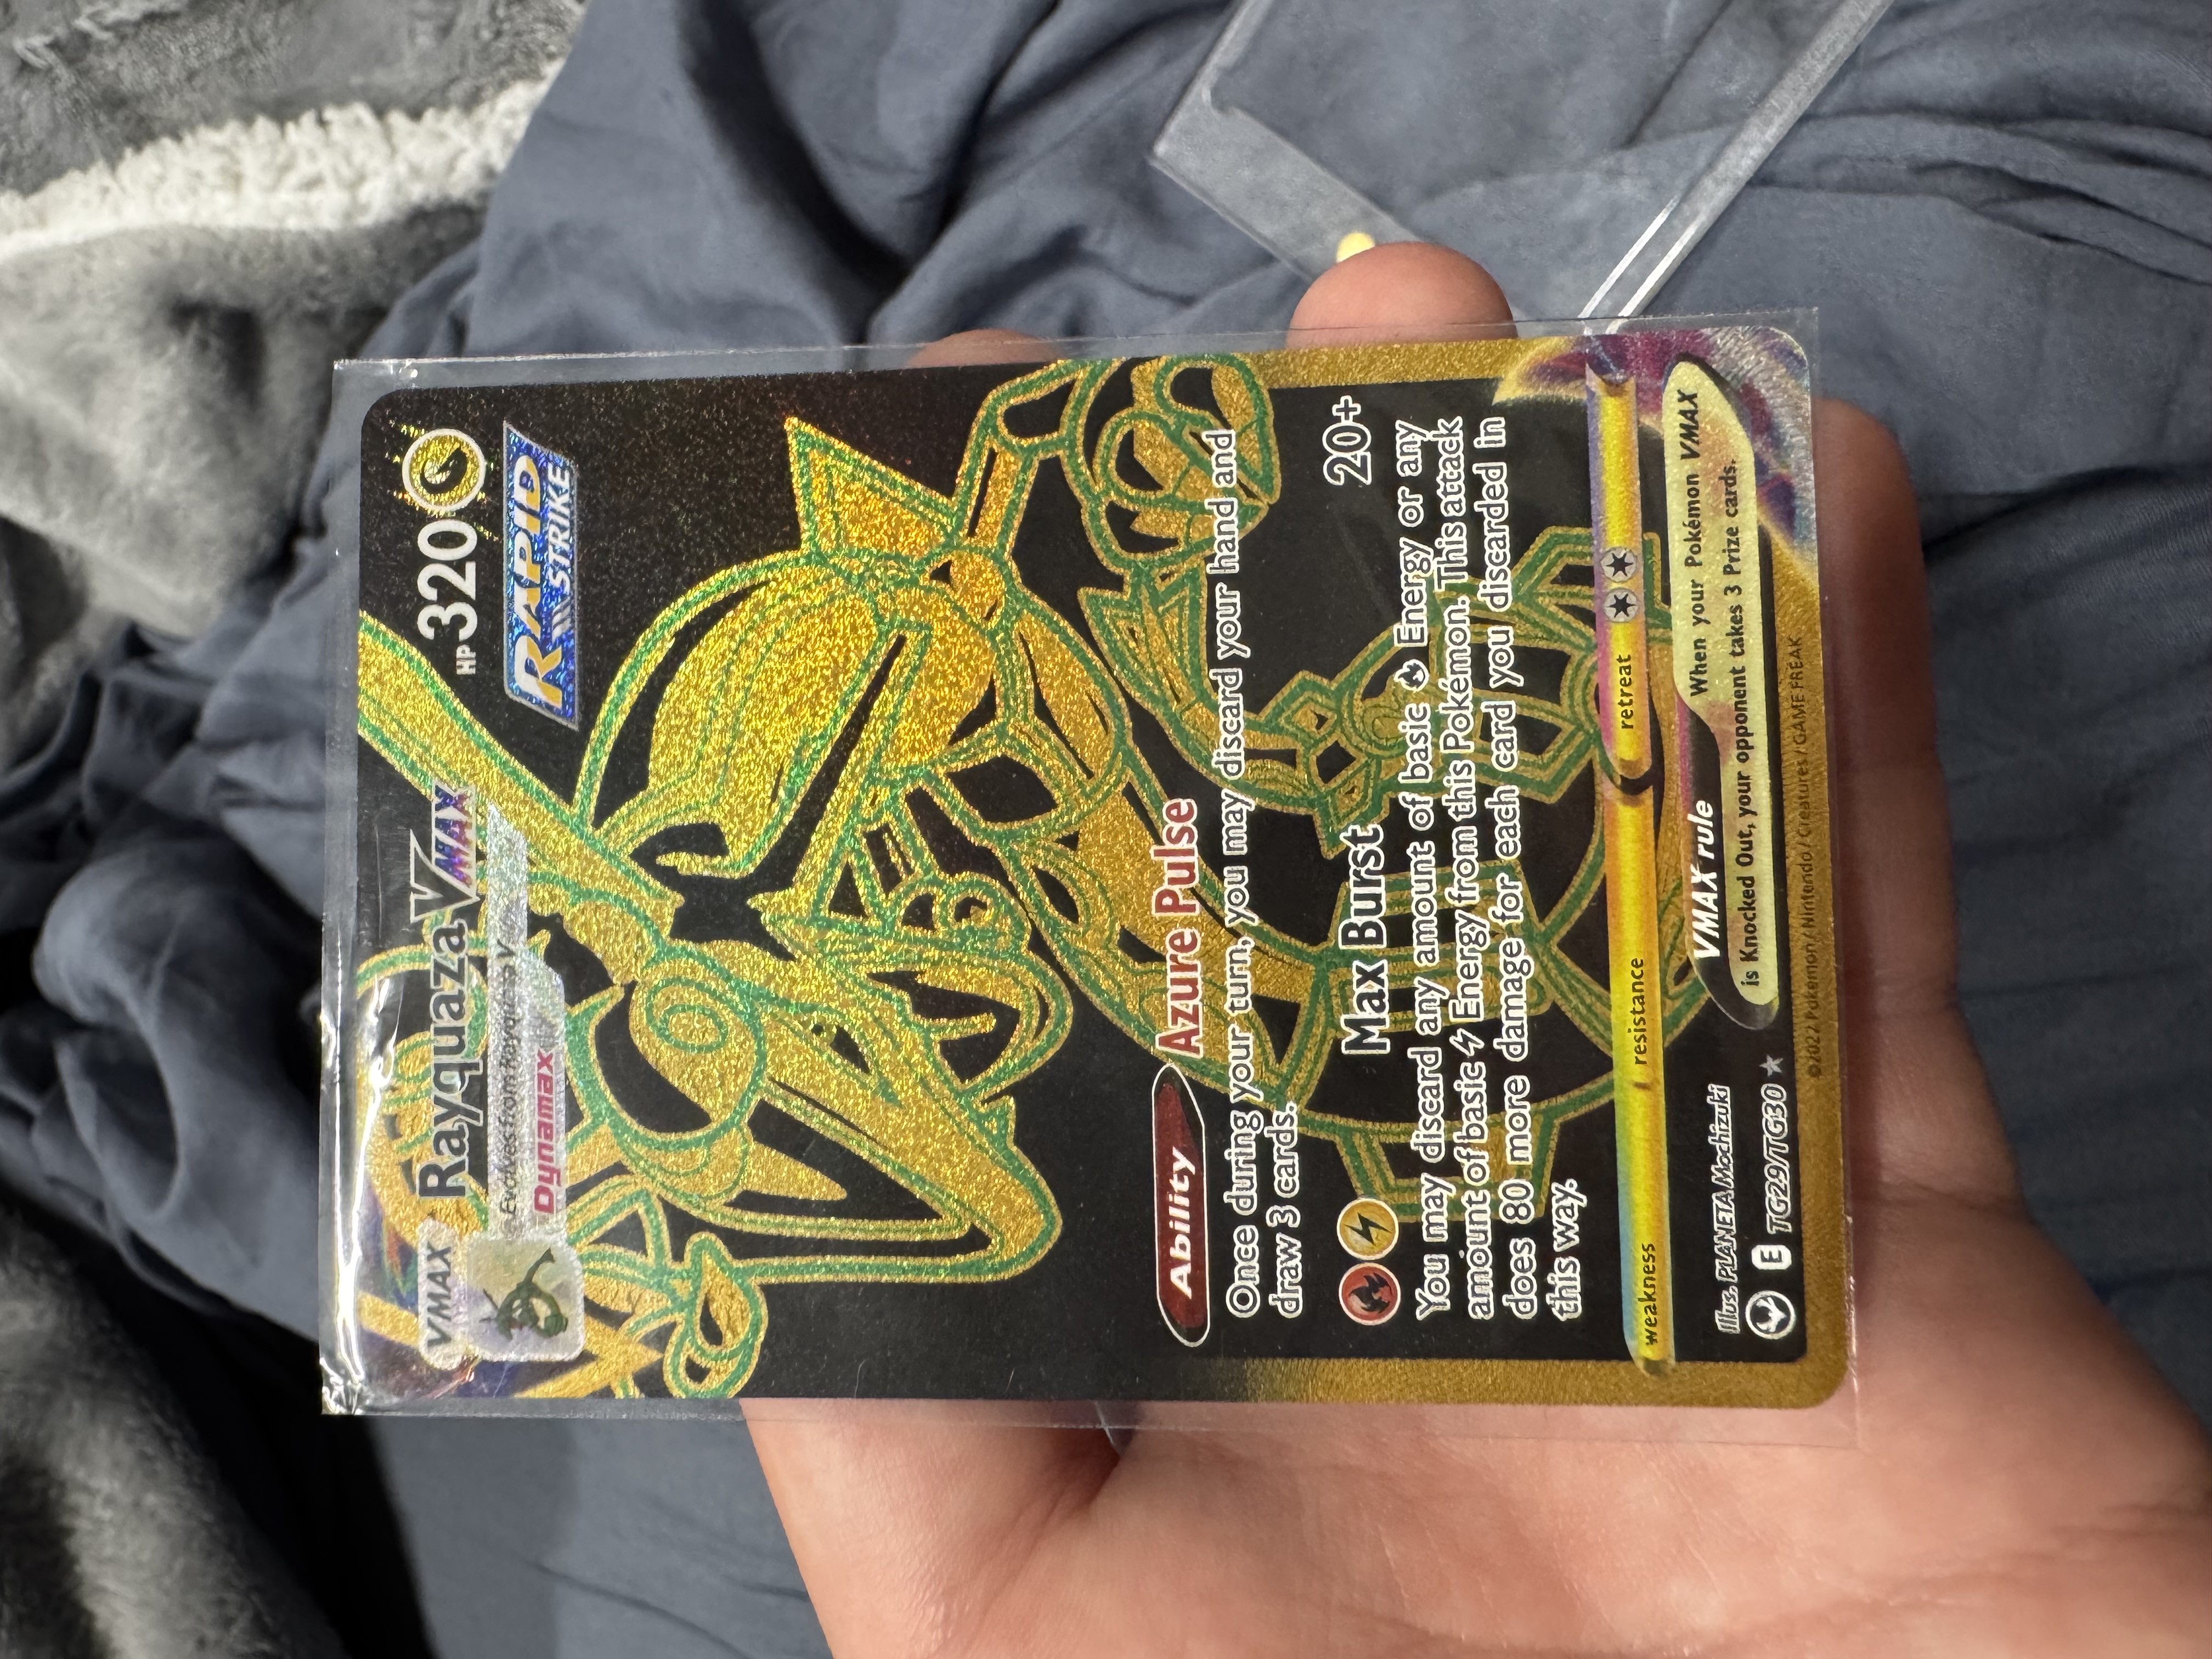 VMAX
Rayquaza VMAX
HP 320
Evolves from Rayquaza V
Dynamax
RAPID
STRIKE
Ability
Azure Pulse
Once during your turn, you may discard your hand and
draw 3 cards.
Max Burst
20+
You may discard any amount of basic Energy or any
amount of basic Energy from this Pokémon. This attack
does 80 more damage for each card you discarded in
this way.
weakness
resistance
retreat
Illus. PLANETA Mochizuki
E TG29/TG30 ★
VMAX rule
When your Pokémon VMAX
is Knocked Out, your opponent takes 3 Prize cards.
©2022 Pokémon / Nintendo / Creatures / GAME FREAK